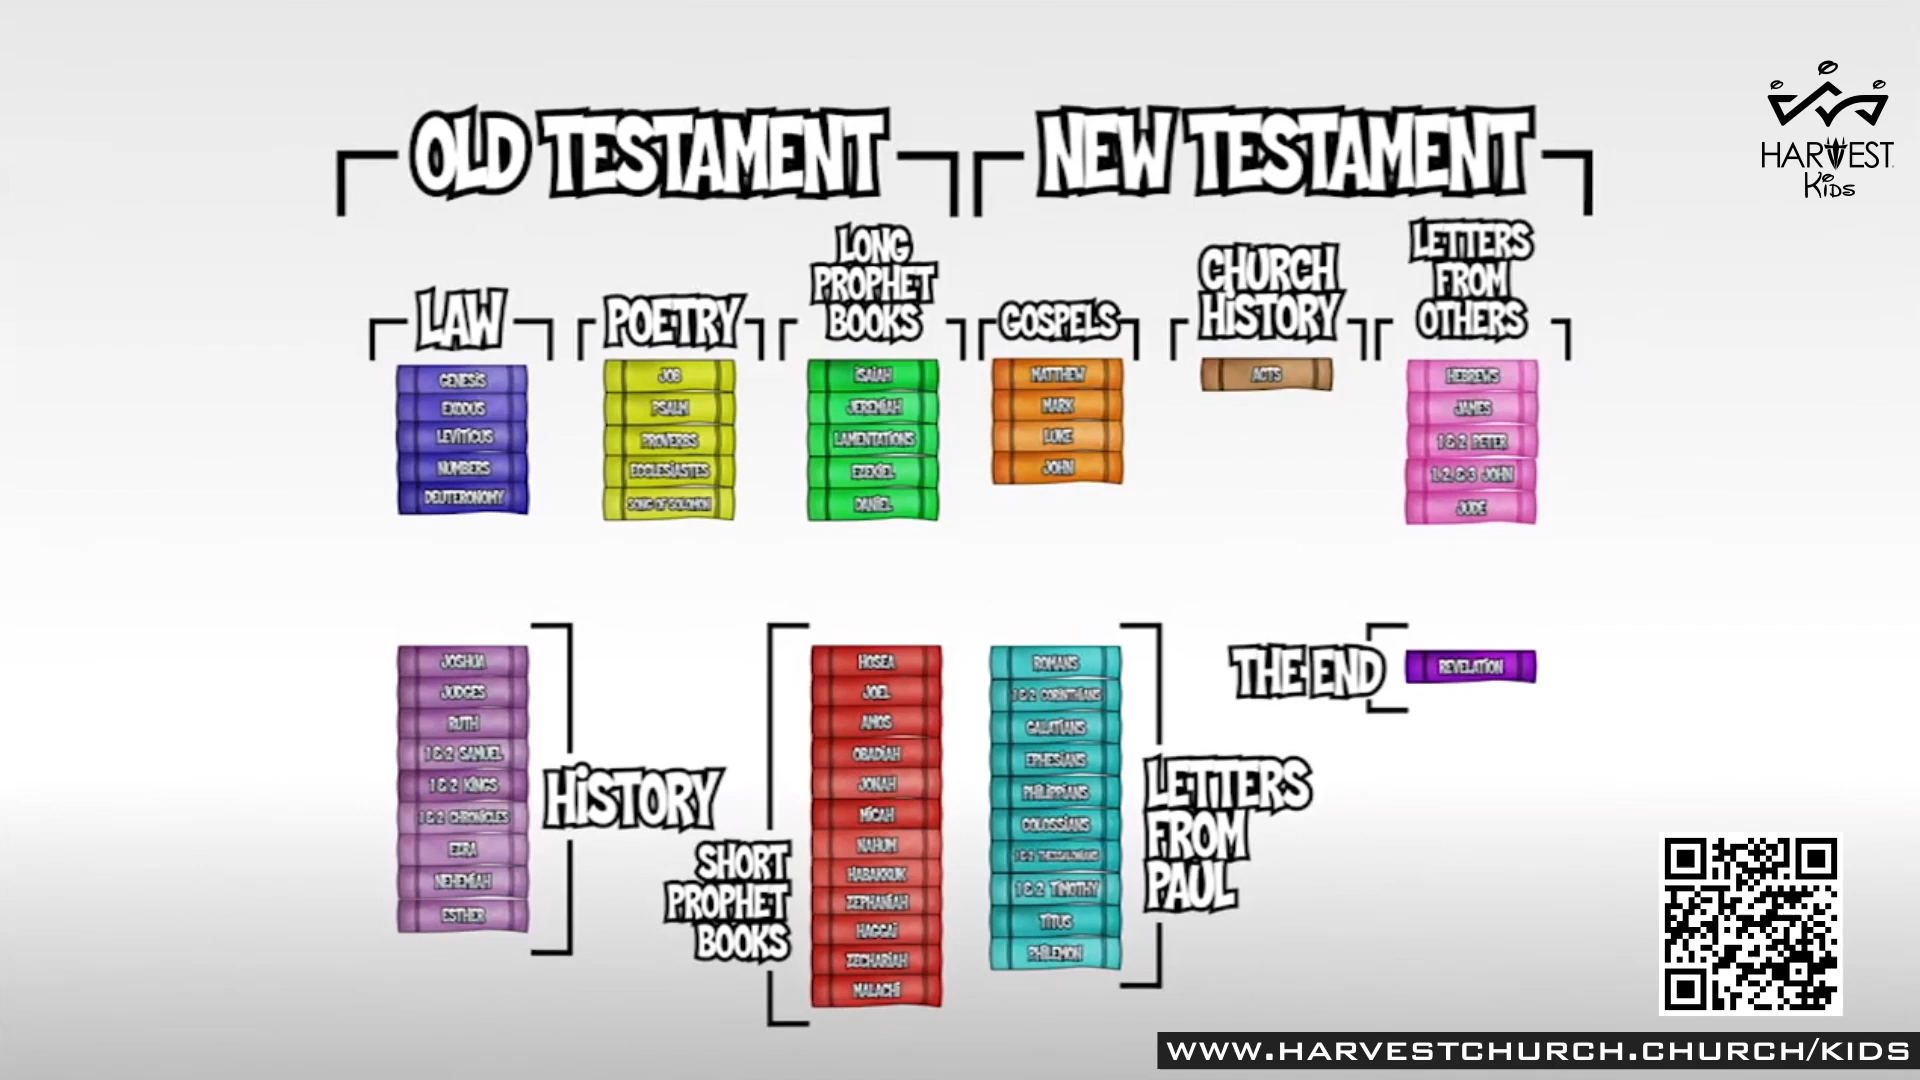 OLD TESTAMENT
NEW TESTAMENT
HARVEST
KiDS
LAW
GENESiS
EXODUS
LEViTiCUS
NUMBERS
DEUTERONOMY
POETRY
JOB
PSALM
PROVERBS
ECCLESiASTES
SONG OF SOLOMON
LONG
PROPHET
BOOKS
iSAiAH
JEREMiAH
LAMENTATiONS
EZEKiEL
DANiEL
GOSPELS
MATTHEW
MARK
LUKE
JOHN
CHURCH
HiSTORY
ACTS
LETTERS
FROM
OTHERS
HEBREWS
JAMES
1 & 2 PETER
1, 2, & 3 JOHN
JUDE
JOSHUA
JUDGES
RUTH
1 & 2 SAMUEL
1 & 2 KiNGS
1 & 2 CHRONiCLES
EZRA
NEHEMiAH
ESTHER
HiSTORY
SHORT
PROPHET
BOOKS
HOSEA
JOEL
AMOS
OBADiAH
JONAH
MiCAH
NAHUM
HABAKKUK
ZEPHANiAH
HAGGAi
ZECHARiAH
MALACHi
ROMANS
1 & 2 CORiNTHiANS
GALATiANS
EPHESiANS
PHiLiPPiANS
COLOSSiANS
1 & 2 THESSALONiANS
1 & 2 TiMOTHY
TiTUS
PHiLEMON
LETTERS
FROM
PAUL
THE END
REVELATiON
WWW.HARVESTCHURCH.CHURCH/KIDS